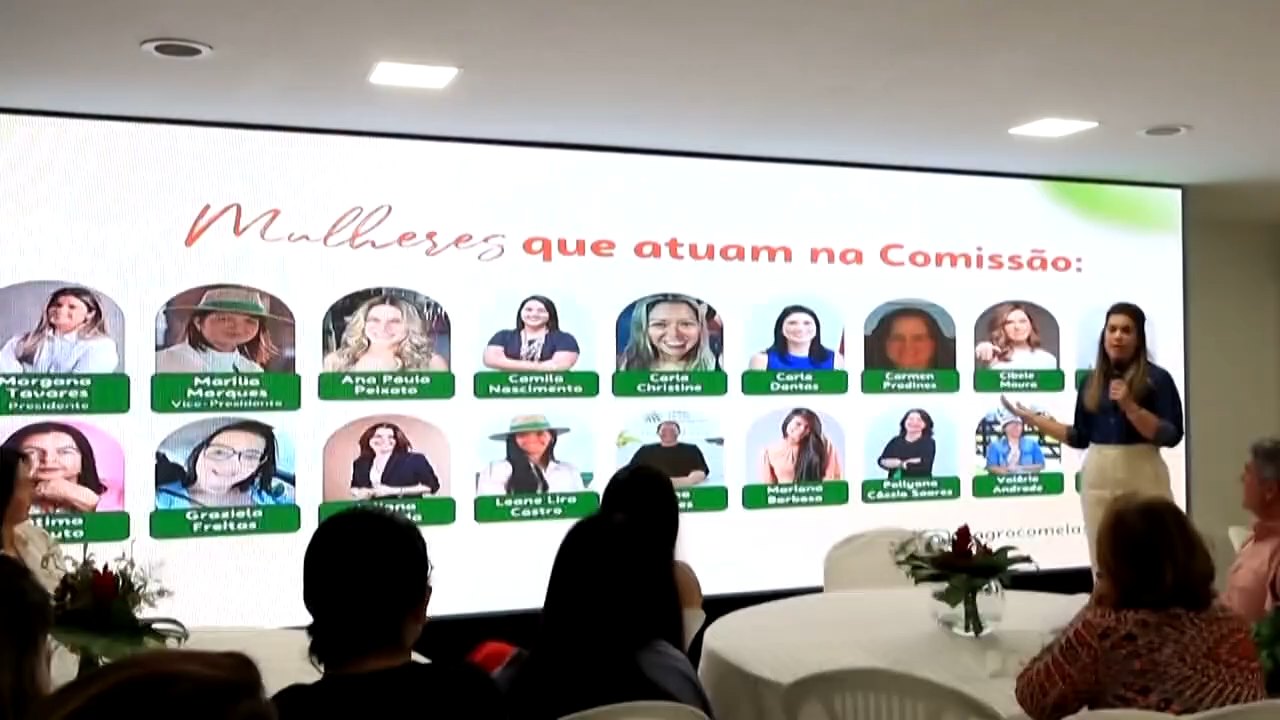 Mulheres que atuam na Comissão:
Morgana
Tavares
Presidente
Marília
Marques
Vice-Presidente
Ana Paula
Peixoto
Camila
Nascimento
Carla
Christine
Carla
Dantas
Carmen
Pradines
Cibele
Moura
Graziela
Freitas
Leane Lira
Castro
Mariana
Barbosa
Pollyana
Cássia Soares
Valéria
Andrade